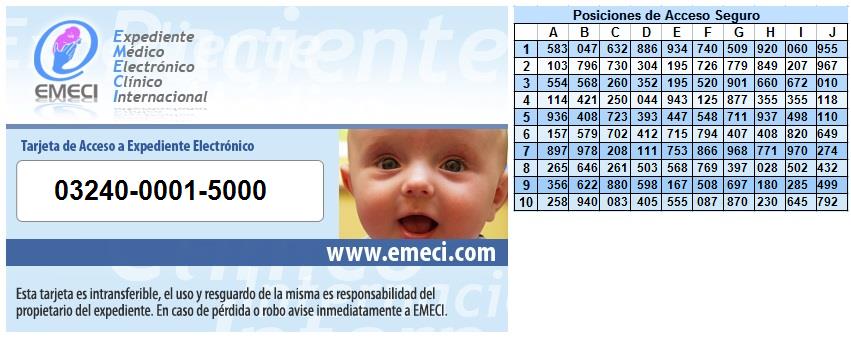 Expediente
Médico
Electrónico
Clínico
Internacional
EMECI
Tarjeta de Acceso a Expediente Electrónico
03240-0001-5000
www.emeci.com
Esta tarjeta es intransferible, el uso y resguardo de la misma es responsabilidad del
propietario del expediente. En caso de pérdida o robo avise inmediatamente a EMECI.
Posiciones de Acceso Seguro
A B C D E F G H I J
1 583 047 632 886 934 740 509 920 060 955
2 103 796 730 304 195 726 779 849 207 967
3 554 568 260 352 195 520 901 660 672 010
4 114 421 250 044 943 125 877 355 355 118
5 936 408 723 393 447 548 711 937 498 110
6 157 579 702 412 715 794 407 408 820 649
7 897 978 208 111 753 866 968 771 970 274
8 265 646 261 503 568 769 397 028 502 432
9 356 622 880 598 167 508 697 180 285 499
10 258 940 083 405 555 087 870 230 645 792